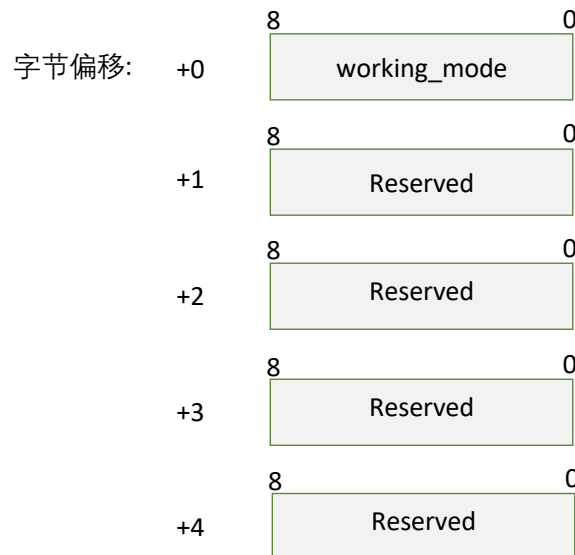 8 0
字节偏移: +0 working_mode
8 0
+1 Reserved
8 0
+2 Reserved
8 0
+3 Reserved
8 0
+4 Reserved